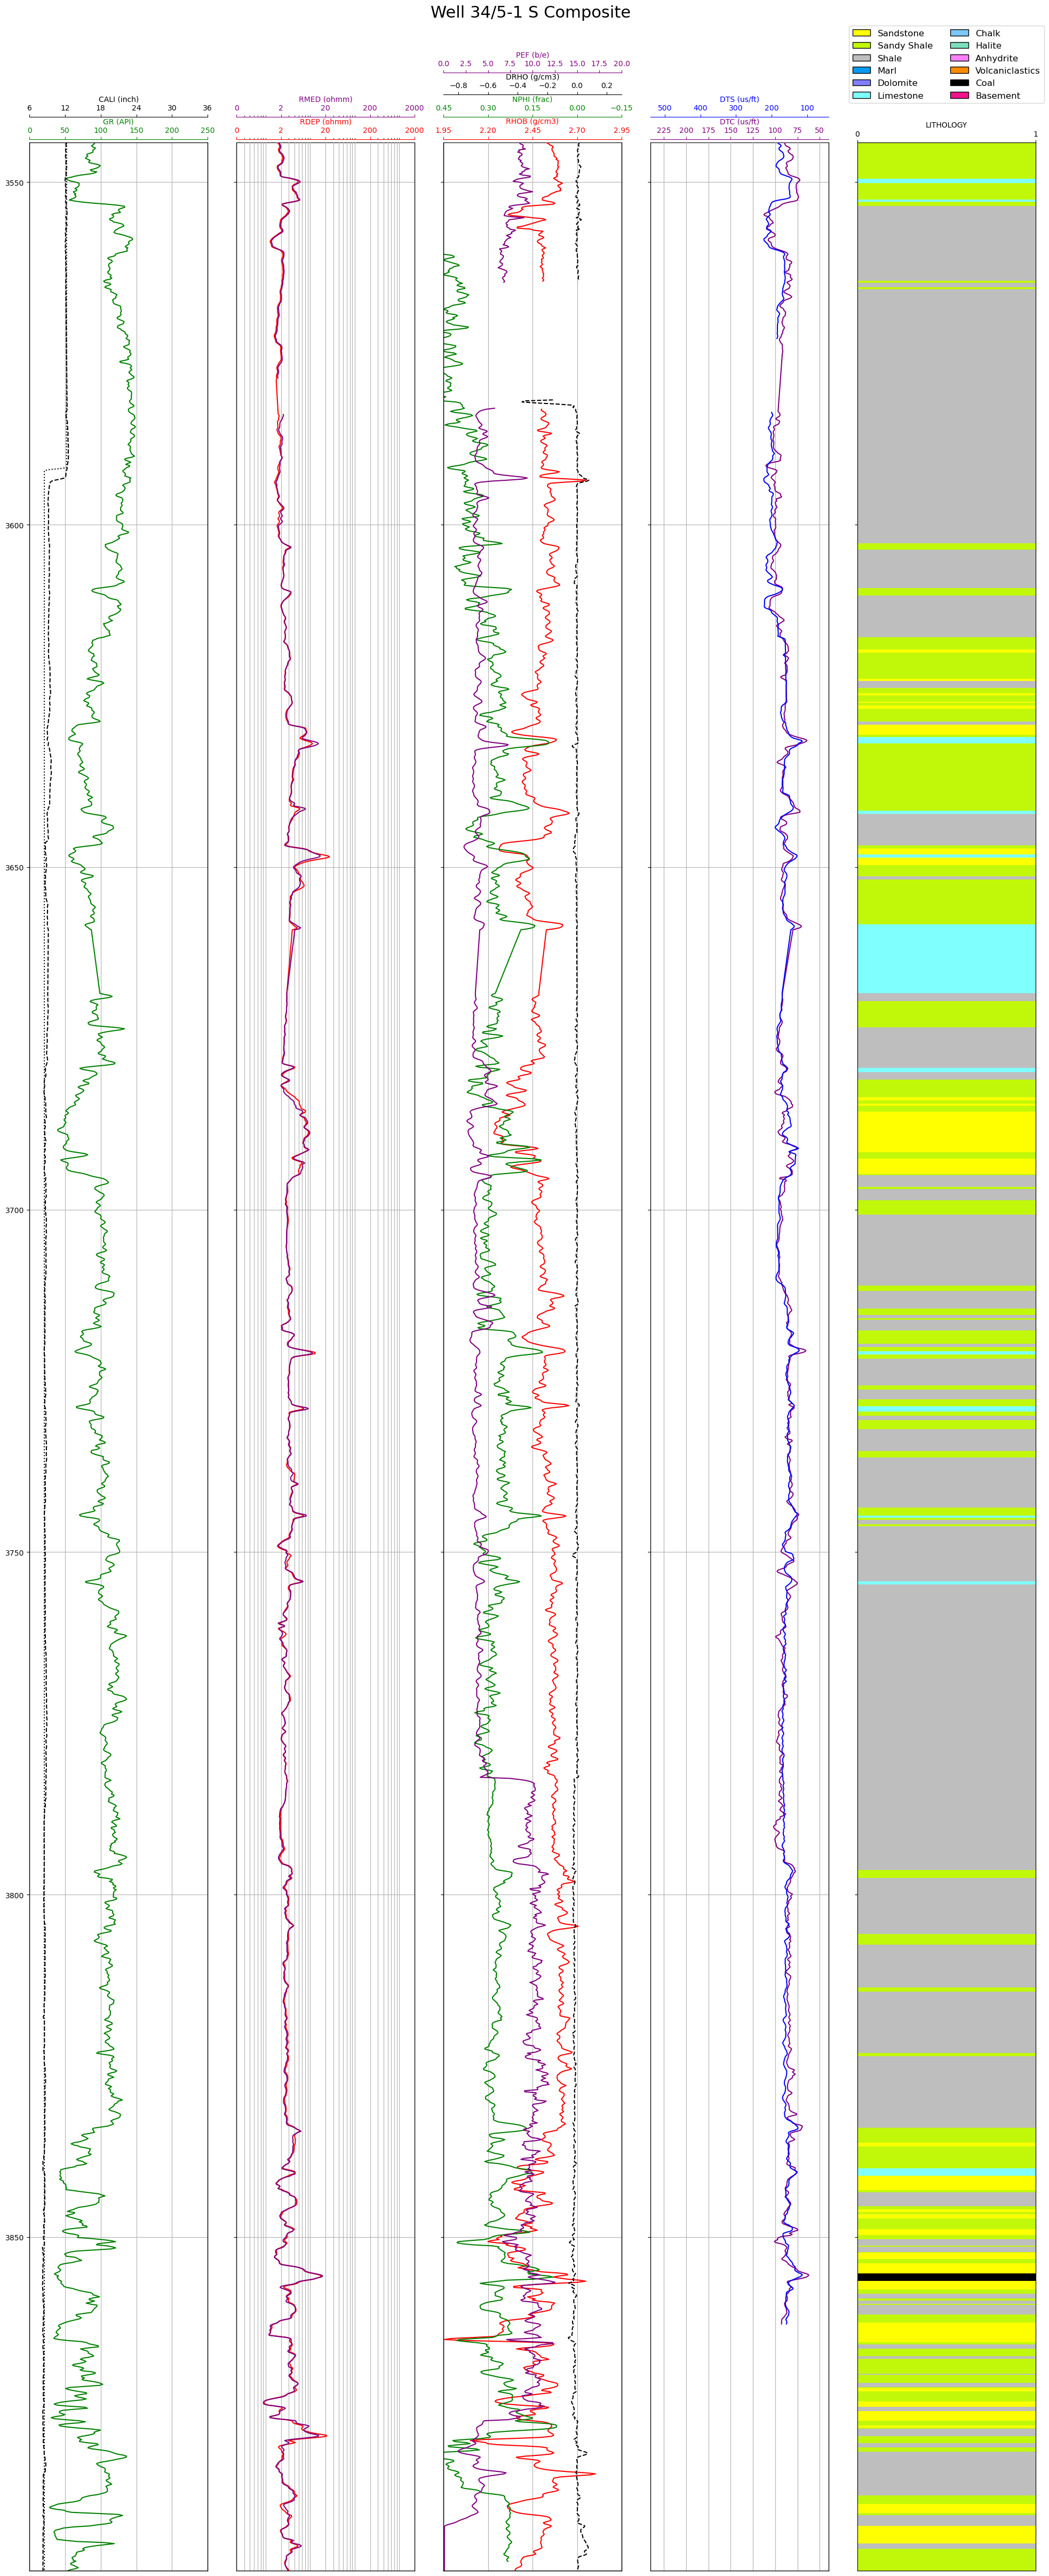 Well 34/5-1 S Composite
Sandstone
Sandy Shale
Shale
Marl
Dolomite
Limestone
Chalk
Halite
Anhydrite
Volcaniclastics
Coal
Basement
PEF (b/e)
0.0 2.5 5.0 7.5 10.0 12.5 15.0 17.5 20.0
DRHO (g/cm3)
−0.8 −0.6 −0.4 −0.2 0.0 0.2
CALI (inch)
6 12 18 24 30 36
GR (API)
0 50 100 150 200 250
RMED (ohmm)
0 2 20 200 2000
RDEP (ohmm)
0 2 20 200 2000
NPHI (frac)
0.45 0.30 0.15 0.00 −0.15
RHOB (g/cm3)
1.95 2.20 2.45 2.70 2.95
DTS (us/ft)
500 400 300 200 100
DTC (us/ft)
225 200 175 150 125 100 75 50
LITHOLOGY
0 1
3550
3600
3650
3700
3750
3800
3850